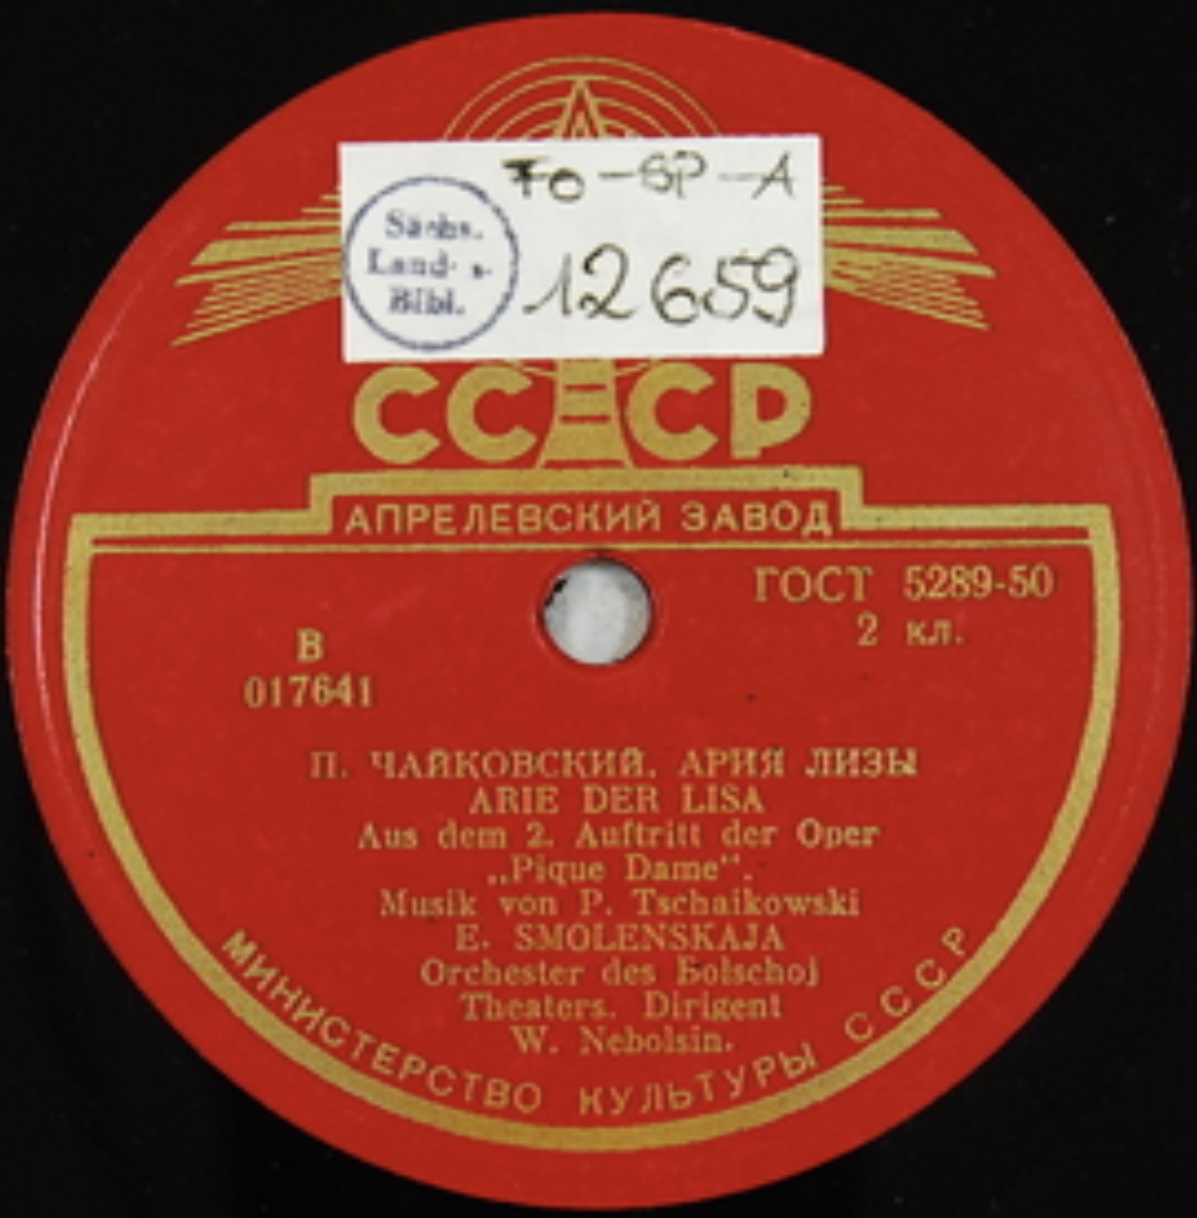 Fo-SP-A
Sächs.
Lands-
Bibl.
12659
СССР
АПРЕЛЕВСКИЙ ЗАВОД
ГОСТ 5289-50
2 кл.
В
017641
П. ЧАЙКОВСКИЙ. АРИЯ ЛИЗЫ
ARIE DER LISA
Aus dem 2. Auftritt der Oper
„Pique Dame“.
Musik von P. Tschaikowski
E. SMOLENSKAJA
Orchester des Bolschoj
Theaters. Dirigent
W. Nebolsin.
МИНИСТЕРСТВО КУЛЬТУРЫ СССР